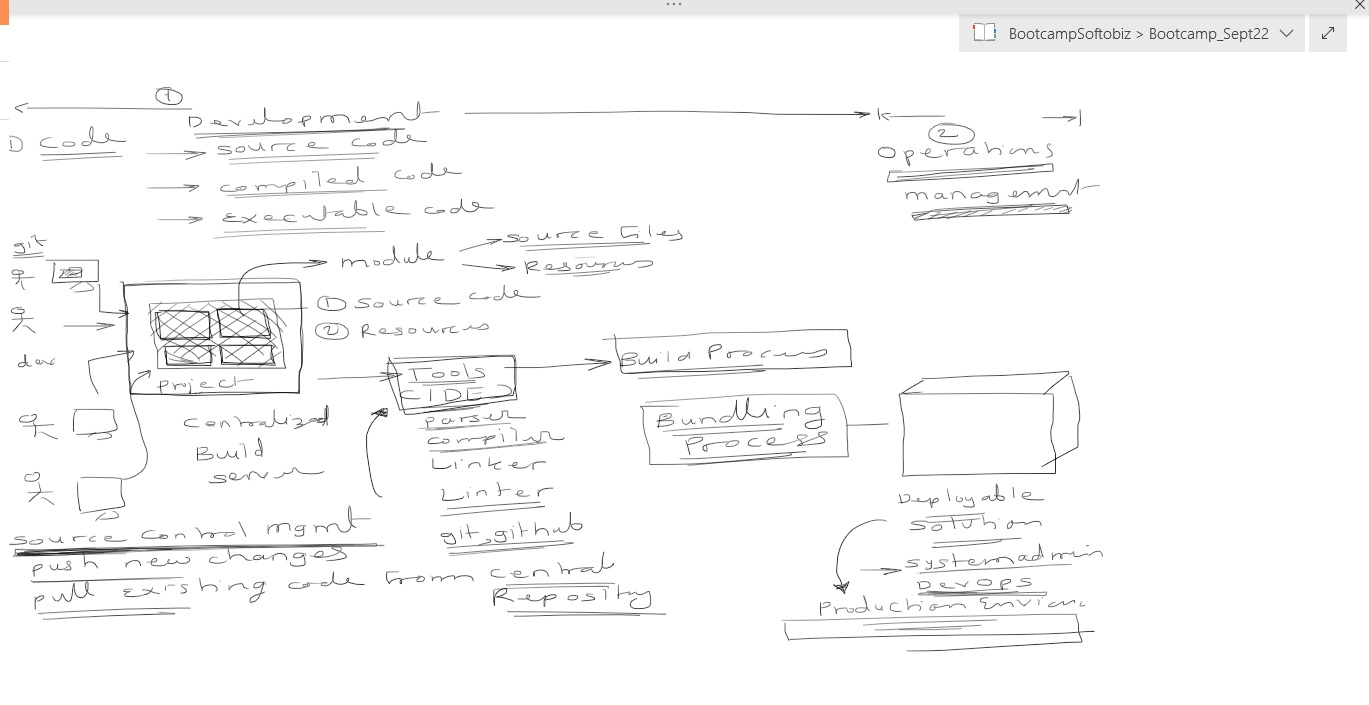 BootcampSoftobiz > Bootcamp_Sept22
1
Development
D Code
source code
compiled code
Executable code
2
Operations
management
git
module
Source files
Resources
1 Source code
2 Resources
dev
Project
Centralized
Build
server
Tools
(IDE)
parser
compiler
Linker
Linter
git, github
Build Process
Bundling
Process
Deployable
solution
systemadmin
Devops
Production
source control mgmt
push new changes
pull existing code from central
Repository